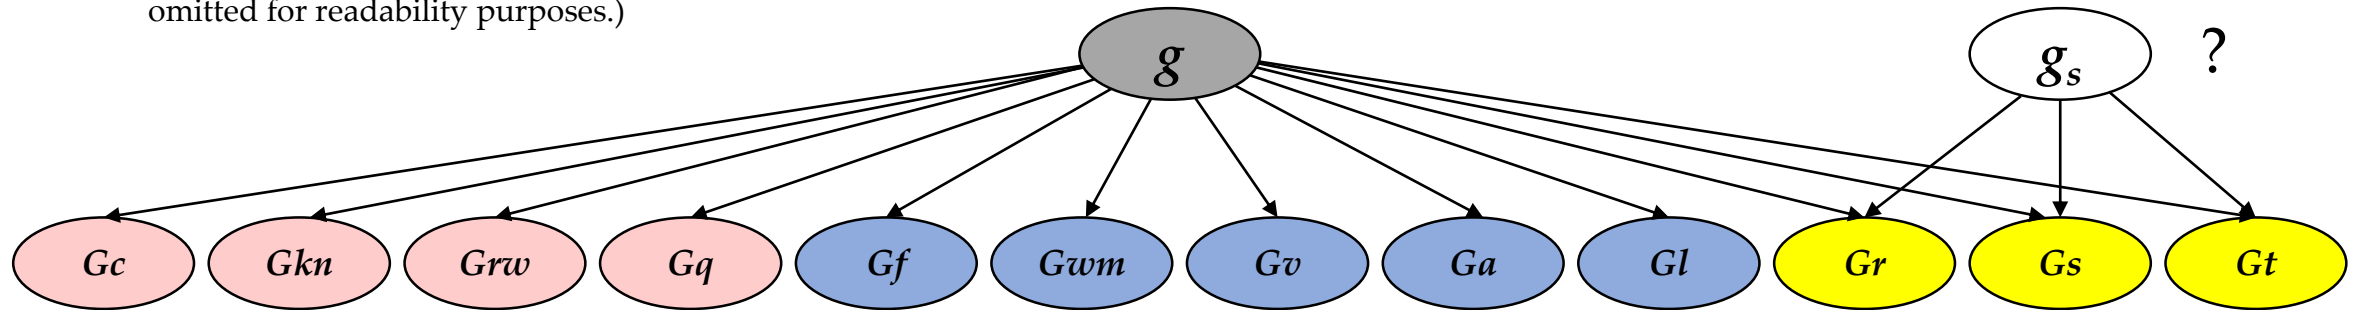 omitted for readability purposes.)
g
gs
?
Gc Gkn Grw Gq Gf Gwm Gv Ga Gl Gr Gs Gt